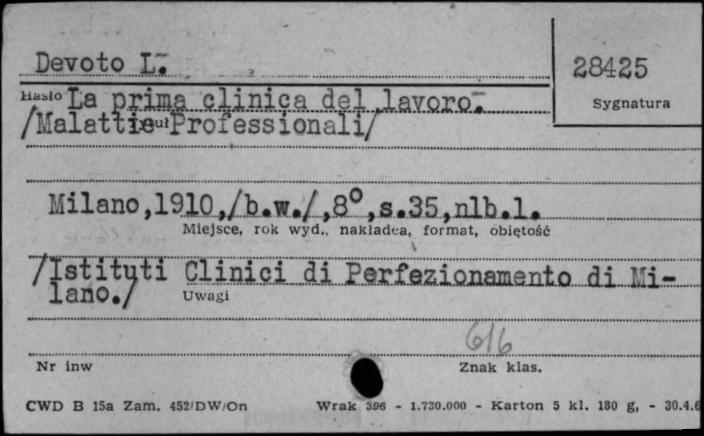 Devoto L.
28425
Hasło La prima clinica del lavoro.
Sygnatura
/Malattie Professionali/
Milano,1910,/b.w./,8°,s.35,nlb.1.
Miejsce, rok wyd., nakładca, format, objętość
/Istituti Clinici di Perfezionamento di Mi-
lano./
Uwagi
616
Nr inw
Znak klas.
CWD B 15a Zam. 452/DW/On Wrak 396 - 1.730.000 - Karton 5 kl. 180 g, - 30.4.6